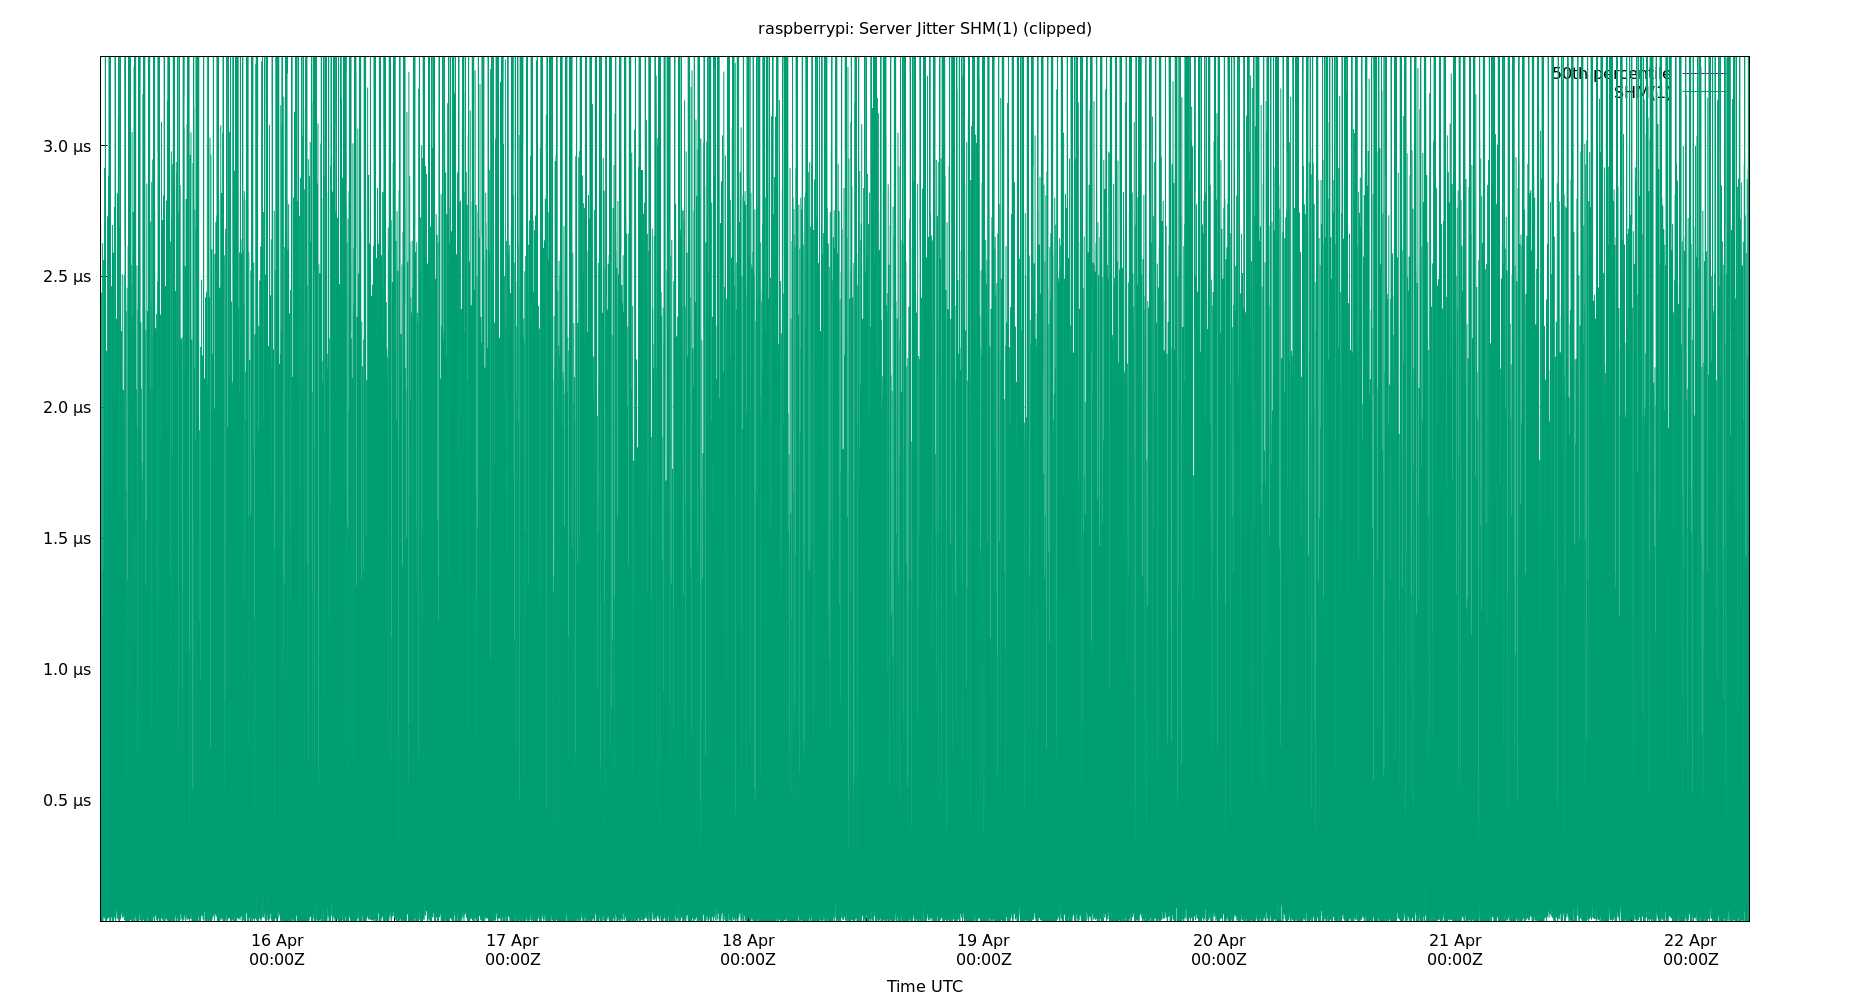 raspberrypi: Server Jitter SHM(1) (clipped)
50th percentile
SHM(1)
3.0 µs
2.5 µs
2.0 µs
1.5 µs
1.0 µs
0.5 µs
16 Apr 17 Apr 18 Apr 19 Apr 20 Apr 21 Apr 22 Apr
00:00Z 00:00Z 00:00Z 00:00Z 00:00Z 00:00Z 00:00Z
Time UTC